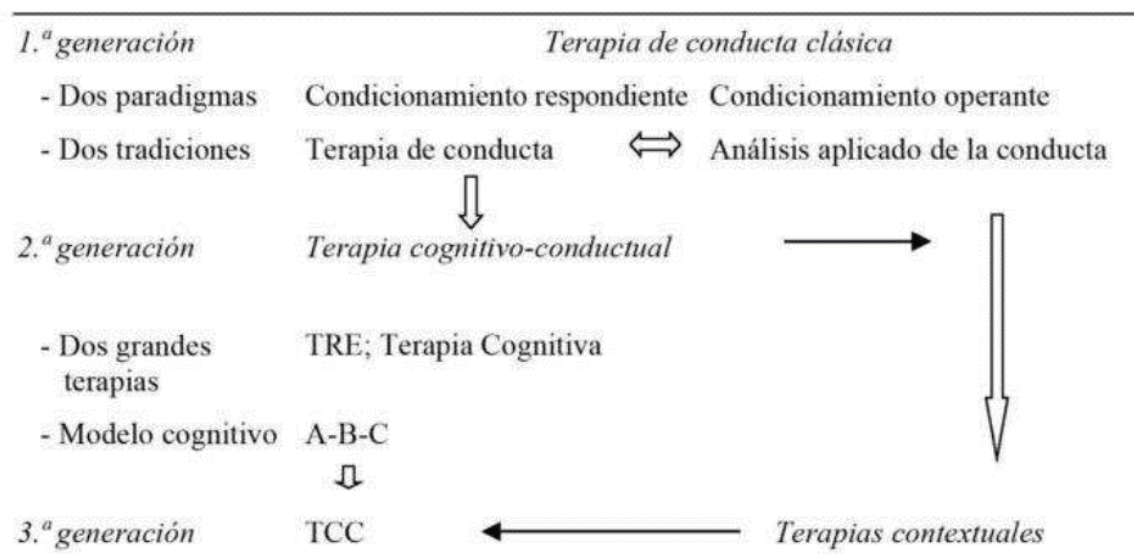 1.ª generación Terapia de conducta clásica
- Dos paradigmas Condicionamiento respondiente Condicionamiento operante
- Dos tradiciones Terapia de conducta Análisis aplicado de la conducta
2.ª generación Terapia cognitivo-conductual
- Dos grandes TRE; Terapia Cognitiva
terapias
- Modelo cognitivo A-B-C
3.ª generación TCC Terapias contextuales